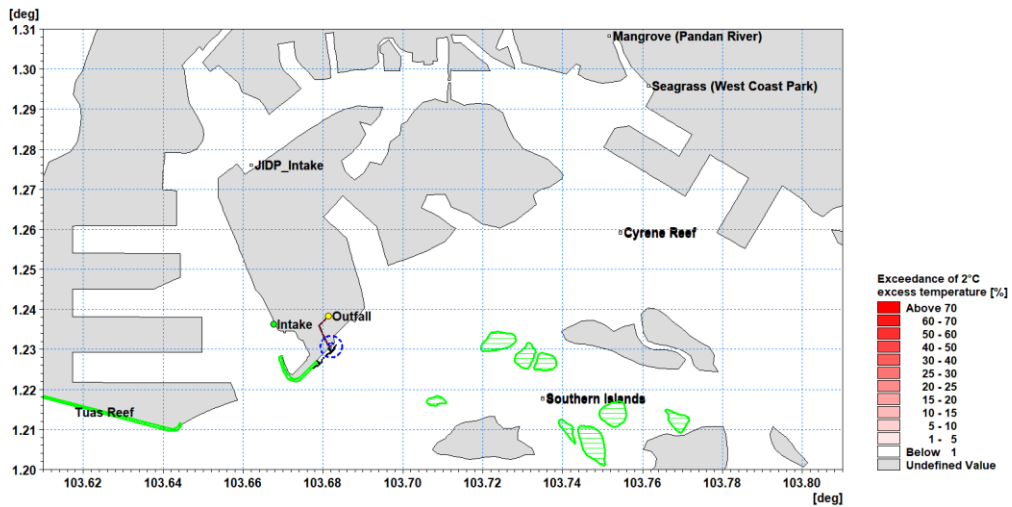 [deg]
1.31
Mangrove (Pandan River)
1.30
Seagrass (West Coast Park)
1.29
1.28
JIDP_Intake
1.27
1.26
Cyrene Reef
1.25
1.24
Intake
Outfall
1.23
1.22
Tuas Reef
Southern Islands
1.21
1.20
103.62 103.64 103.66 103.68 103.70 103.72 103.74 103.76 103.78 103.80
[deg]
Exceedance of 2°C
excess temperature [%]
Above 70
60 - 70
50 - 60
40 - 50
30 - 40
25 - 30
20 - 25
15 - 20
10 - 15
5 - 10
1 - 5
Below 1
Undefined Value